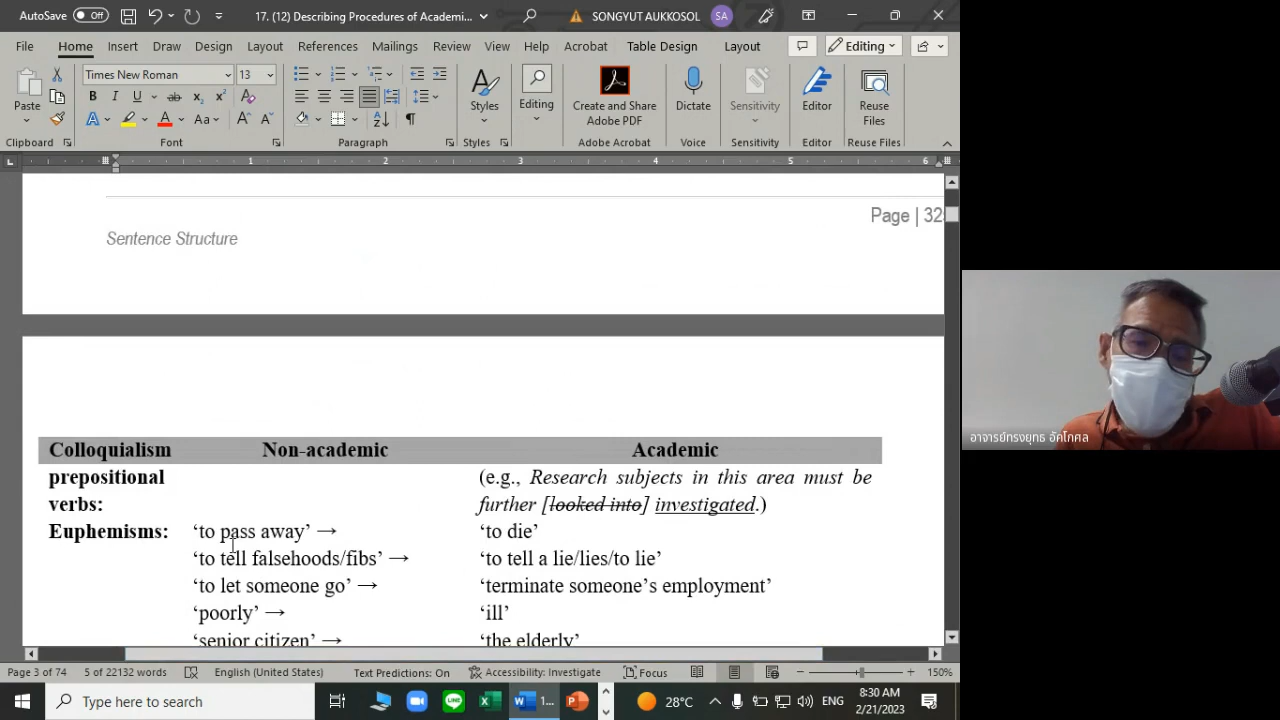 AutoSave Off 17. (12) Describing Procedures of Academi... SONGYUT AUKKOSOL SA
File Home Insert Draw Design Layout References Mailings Review View Help Acrobat Table Design Layout Editing
Times New Roman 13
Paste Styles Editing Create and Share Adobe PDF Dictate Sensitivity Editor Reuse Files
Clipboard Font Paragraph Styles Adobe Acrobat Voice Sensitivity Editor Reuse Files
1 2 3 4 5 6
Page | 32
Sentence Structure
Colloquialism Non-academic Academic
prepositional (e.g., Research subjects in this area must be
verbs: further [looked into] investigated.)
Euphemisms: ‘to pass away’ → ‘to die’
‘to tell falsehoods/fibs’ → ‘to tell a lie/lies/to lie’
‘to let someone go’ → ‘terminate someone’s employment’
‘poorly’ → ‘ill’
‘senior citizen’ → ‘the elderly’
อาจารย์ทรงยุทธ อัคโกศล
Page 3 of 74 5 of 22132 words English (United States) Text Predictions: On Accessibility: Investigate Focus 150%
Type here to search 1... 28°C ENG 8:30 AM
2/21/2023